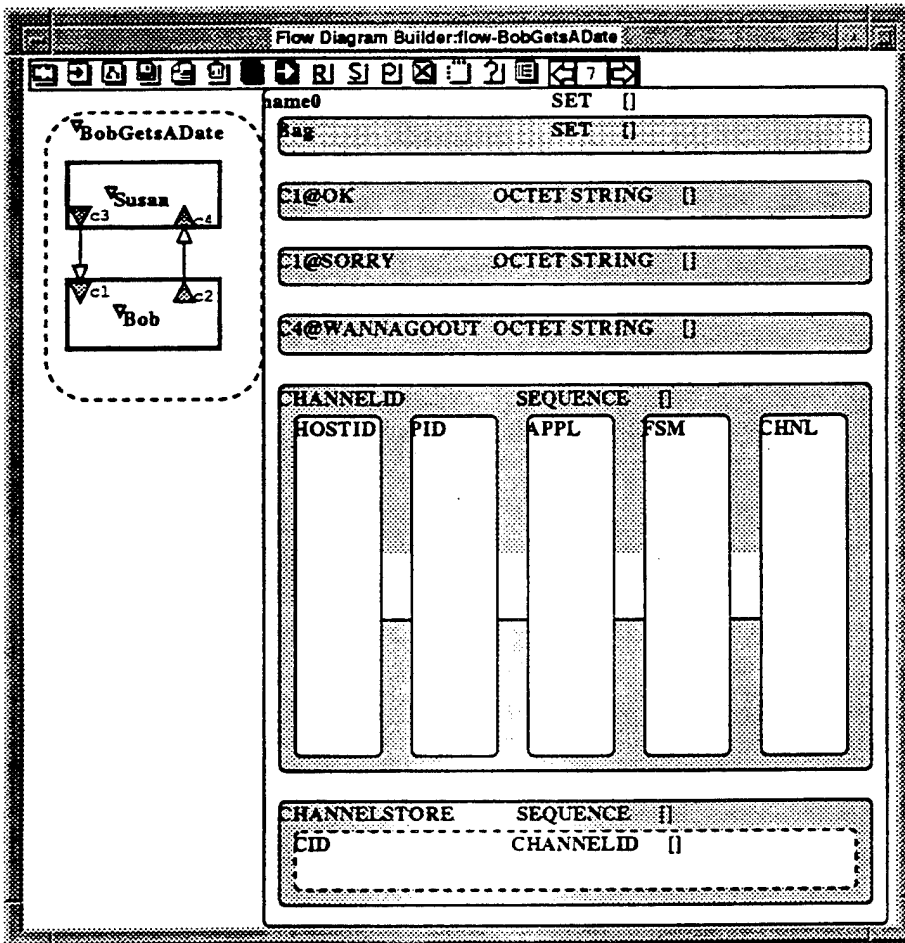 Flow Diagram Builder:flow-BobGetsADate
R S P ? 7
BobGetsADate
Susan
c3 c4
c1 c2
Bob
name0 SET []
Bag SET []
C1@OK OCTET STRING []
C1@SORRY OCTET STRING []
C4@WANNAGOOUT OCTET STRING []
CHANNELID SEQUENCE []
HOSTID PID APPL FSM CHNL
CHANNELSTORE SEQUENCE []
CID CHANNELID []